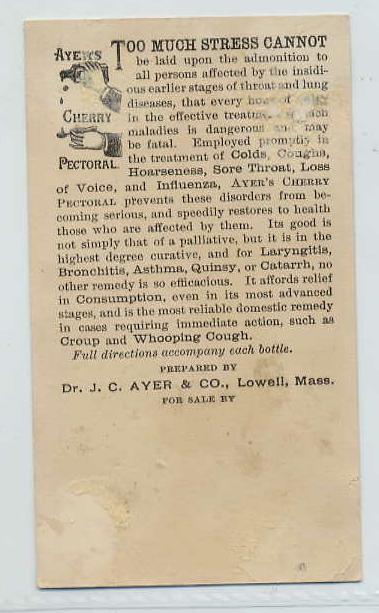 AYER'S
CHERRY
PECTORAL
TOO MUCH STRESS CANNOT
be laid upon the admonition to
all persons affected by the insidi-
ous earlier stages of throat and lung
diseases, that every of
in the effective of such
maladies is dangerous and may
be fatal. Employed promptly in
the treatment of Colds, Coughs,
Hoarseness, Sore Throat, Loss
of Voice, and Influenza, AYER'S CHERRY
PECTORAL prevents these disorders from be-
coming serious, and speedily restores to health
those who are affected by them. Its good is
not simply that of a palliative, but it is in the
highest degree curative, and for Laryngitis,
Bronchitis, Asthma, Quinsy, or Catarrh, no
other remedy is so efficacious. It affords relief
in Consumption, even in its most advanced
stages, and is the most reliable domestic remedy
in cases requiring immediate action, such as
Croup and Whooping Cough.
Full directions accompany each bottle.
PREPARED BY
Dr. J. C. AYER & CO., Lowell, Mass.
FOR SALE BY